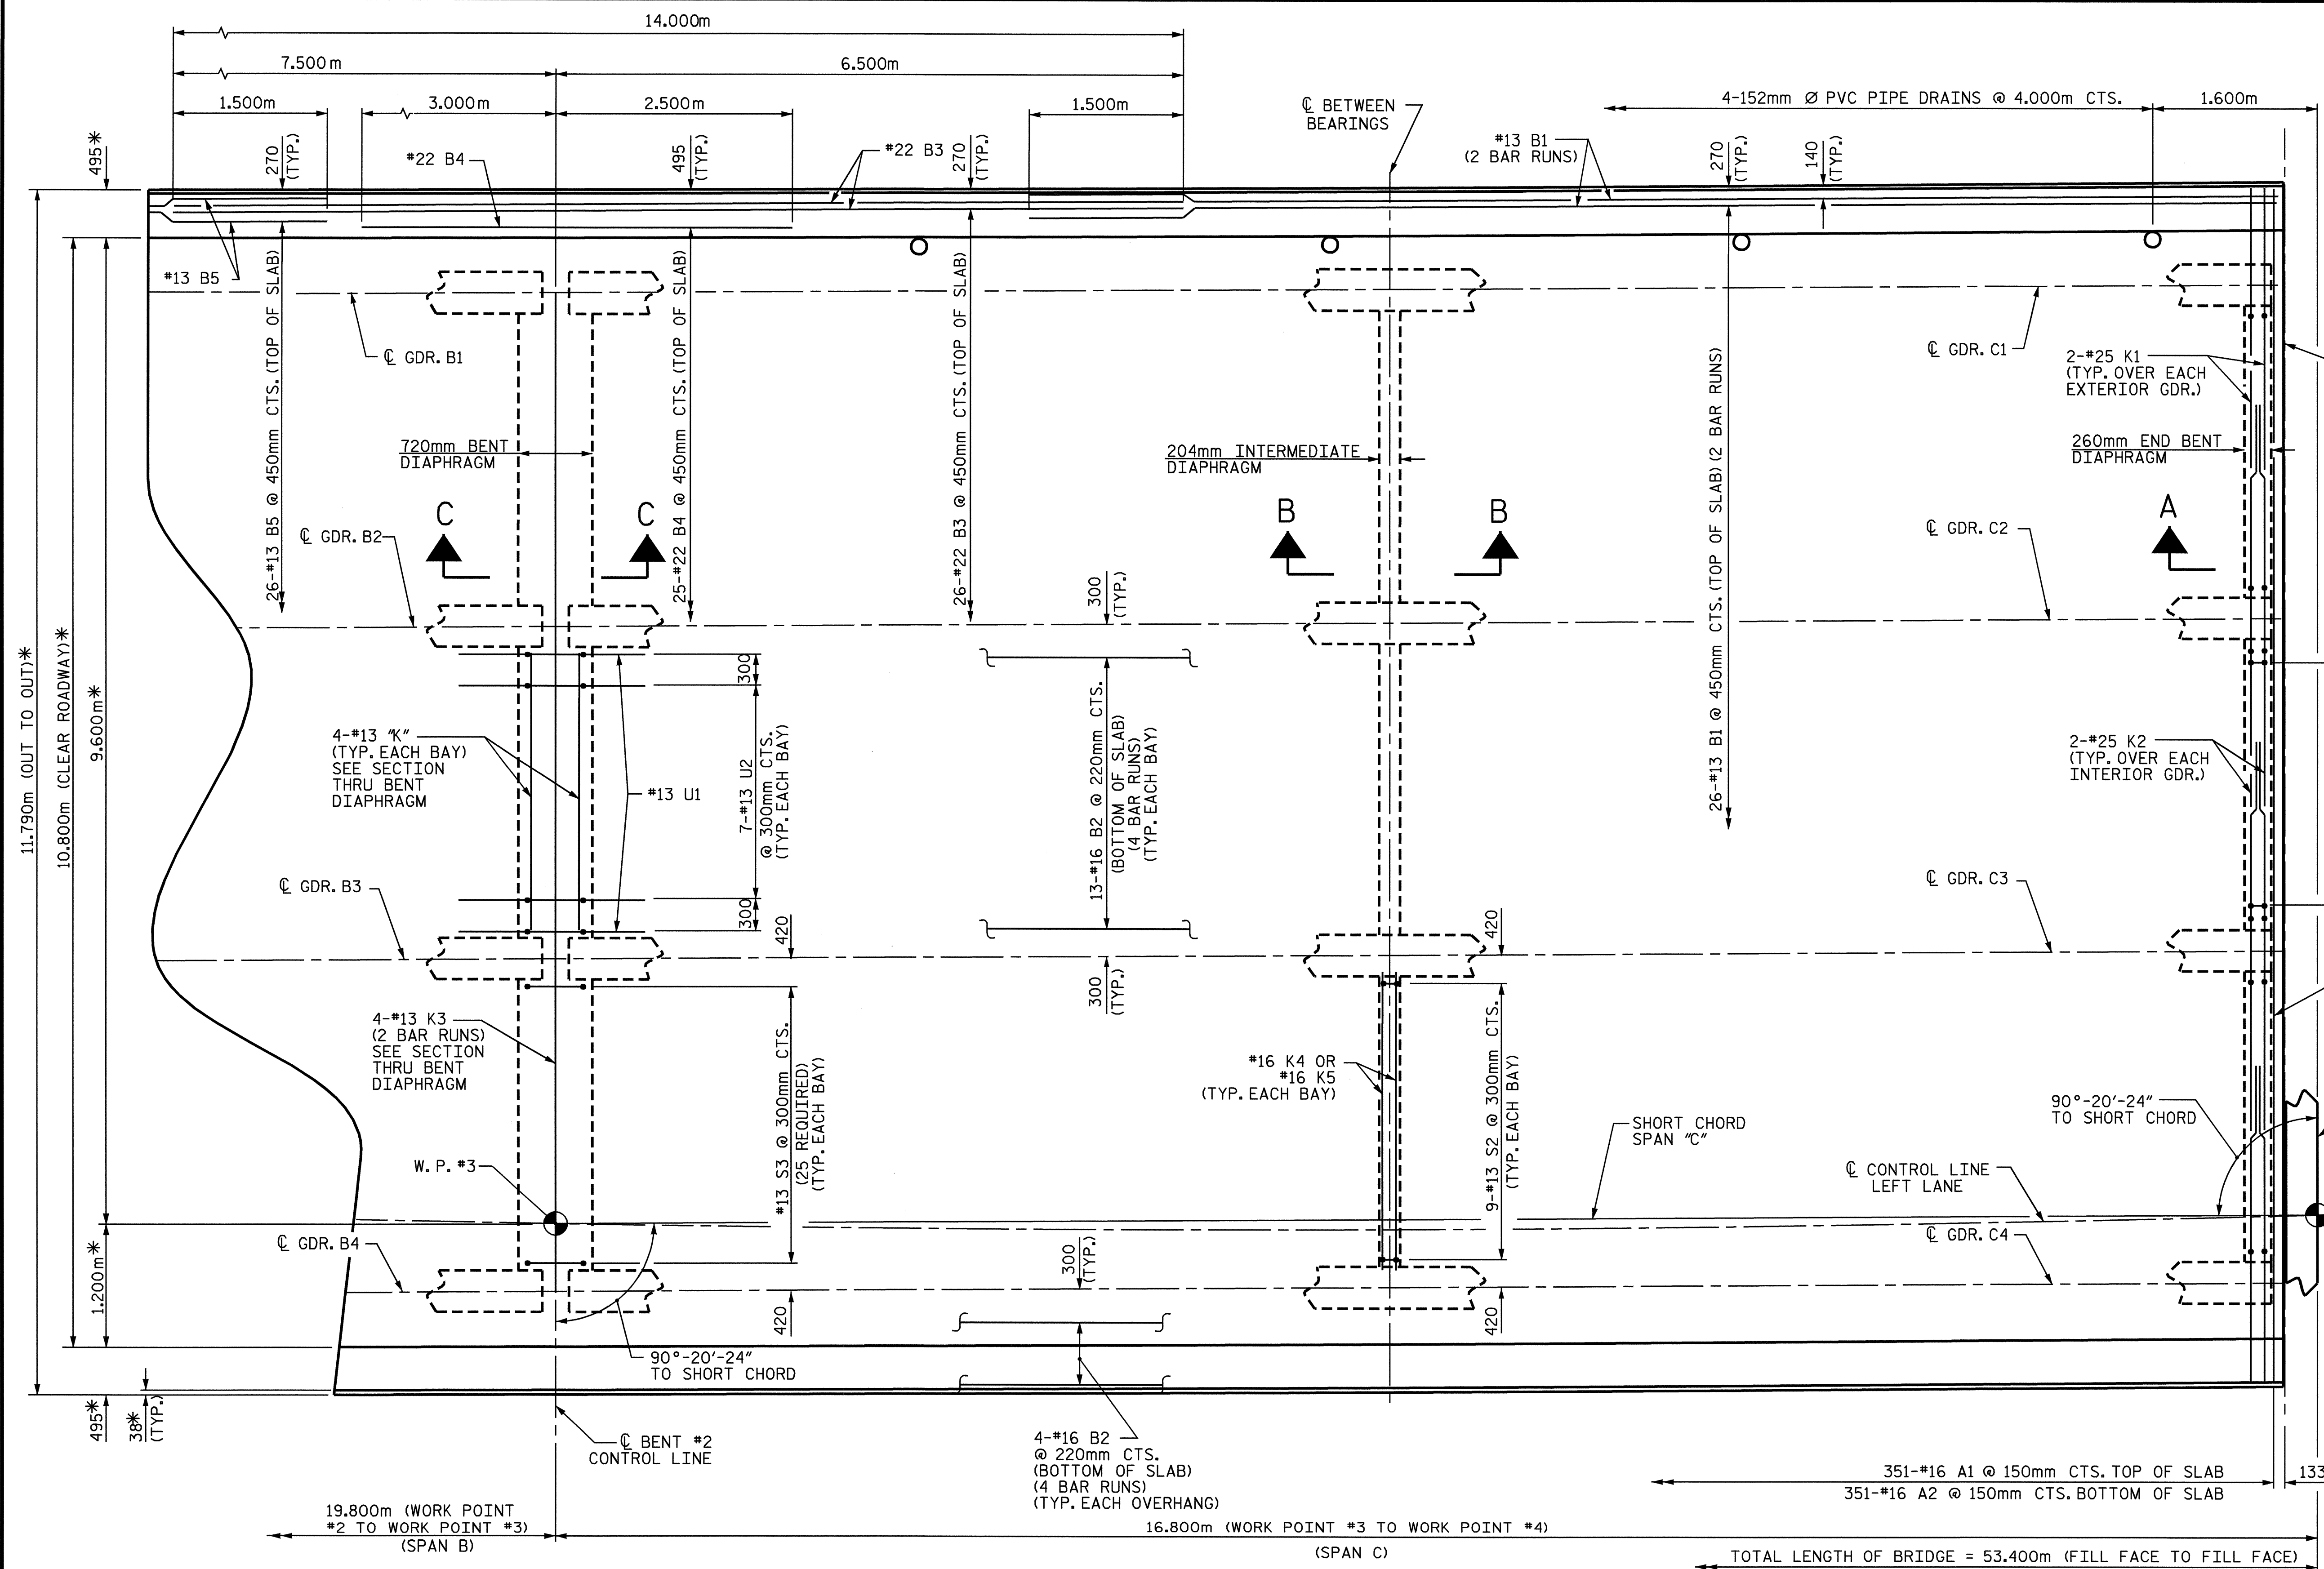 14.000m
7.500 m
6.500m
1.500m
3.000m
2.500m
1.500m
℄ BETWEEN
BEARINGS
4-152mm Ø PVC PIPE DRAINS @ 4.000m CTS.
1.600m
495*
270
(TYP.)
#22 B4
495
(TYP.)
#22 B3
270
(TYP.)
#13 B1
(2 BAR RUNS)
270
(TYP.)
140
(TYP.)
#13 B5
℄ GDR. B1
26-#13 B5 @ 450mm CTS. (TOP OF SLAB)
25-#22 B4 @ 450mm CTS. (TOP OF SLAB)
26-#22 B3 @ 450mm CTS. (TOP OF SLAB)
26-#13 B1 @ 450mm CTS. (TOP OF SLAB) (2 BAR RUNS)
℄ GDR. C1
2-#25 K1
(TYP. OVER EACH
EXTERIOR GDR.)
720mm BENT
DIAPHRAGM
204mm INTERMEDIATE
DIAPHRAGM
260mm END BENT
DIAPHRAGM
C
C
B
B
A
℄ GDR. B2
℄ GDR. C2
11.790m (OUT TO OUT)*
10.800m (CLEAR ROADWAY)*
9.600m*
300
(TYP.)
4-#13 "K"
(TYP. EACH BAY)
SEE SECTION
THRU BENT
DIAPHRAGM
#13 U1
300
7-#13 U2
@ 300mm CTS.
(TYP. EACH BAY)
300
13-#16 B2 @ 220mm CTS.
(BOTTOM OF SLAB)
(4 BAR RUNS)
(TYP. EACH BAY)
2-#25 K2
(TYP. OVER EACH
INTERIOR GDR.)
℄ GDR. B3
420
300
(TYP.)
420
℄ GDR. C3
4-#13 K3
(2 BAR RUNS)
SEE SECTION
THRU BENT
DIAPHRAGM
#13 S3 @ 300mm CTS.
(25 REQUIRED)
(TYP. EACH BAY)
#16 K4 OR
#16 K5
(TYP. EACH BAY)
9-#13 S2 @ 300mm CTS.
(TYP. EACH BAY)
SHORT CHORD
SPAN "C"
90°-20'-24"
TO SHORT CHORD
W. P. #3
℄ CONTROL LINE
LEFT LANE
℄ GDR. B4
℄ GDR. C4
1.200m*
300
(TYP.)
420
420
90°-20'-24"
TO SHORT CHORD
495*
38*
(TYP.)
℄ BENT #2
CONTROL LINE
4-#16 B2
@ 220mm CTS.
(BOTTOM OF SLAB)
(4 BAR RUNS)
(TYP. EACH OVERHANG)
351-#16 A1 @ 150mm CTS. TOP OF SLAB
133
351-#16 A2 @ 150mm CTS. BOTTOM OF SLAB
19.800m (WORK POINT
#2 TO WORK POINT #3)
(SPAN B)
16.800m (WORK POINT #3 TO WORK POINT #4)
(SPAN C)
TOTAL LENGTH OF BRIDGE = 53.400m (FILL FACE TO FILL FACE)